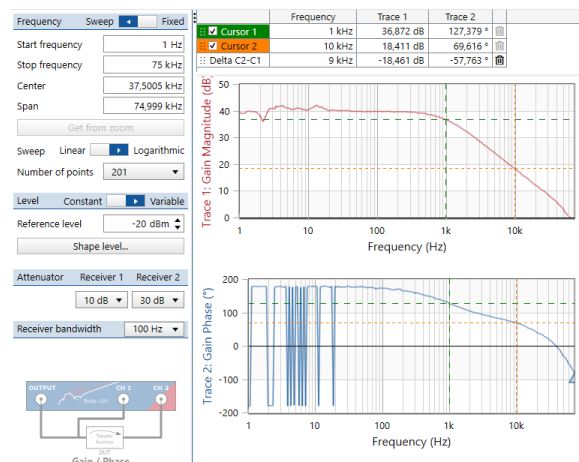 Frequency Sweep Fixed
Start frequency 1 Hz
Stop frequency 75 kHz
Center 37,5005 kHz
Span 74,999 kHz
Get from zoom
Sweep Linear Logarithmic
Number of points 201
Level Constant Variable
Reference level -20 dBm
Shape level...
Attenuator Receiver 1 Receiver 2
10 dB 30 dB
Receiver bandwidth 100 Hz
OUTPUT CH 1 CH 2
Bode 100
Transfer
function
DUT
Gain / Phase
Frequency Trace 1 Trace 2
Cursor 1 1 kHz 36,872 dB 127,379 °
Cursor 2 10 kHz 18,411 dB 69,616 °
Delta C2-C1 9 kHz -18,461 dB -57,763 °
Trace 1: Gain Magnitude (dB)
50
40
30
20
10
0
1 10 100 1k 10k
Frequency (Hz)
Trace 2: Gain Phase (°)
200
100
0
-100
-200
1 10 100 1k 10k
Frequency (Hz)